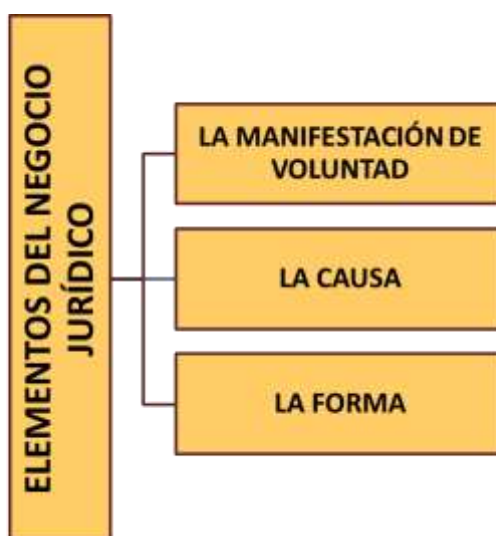 ELEMENTOS DEL NEGOCIO
JURÍDICO
LA MANIFESTACIÓN DE
VOLUNTAD
LA CAUSA
LA FORMA